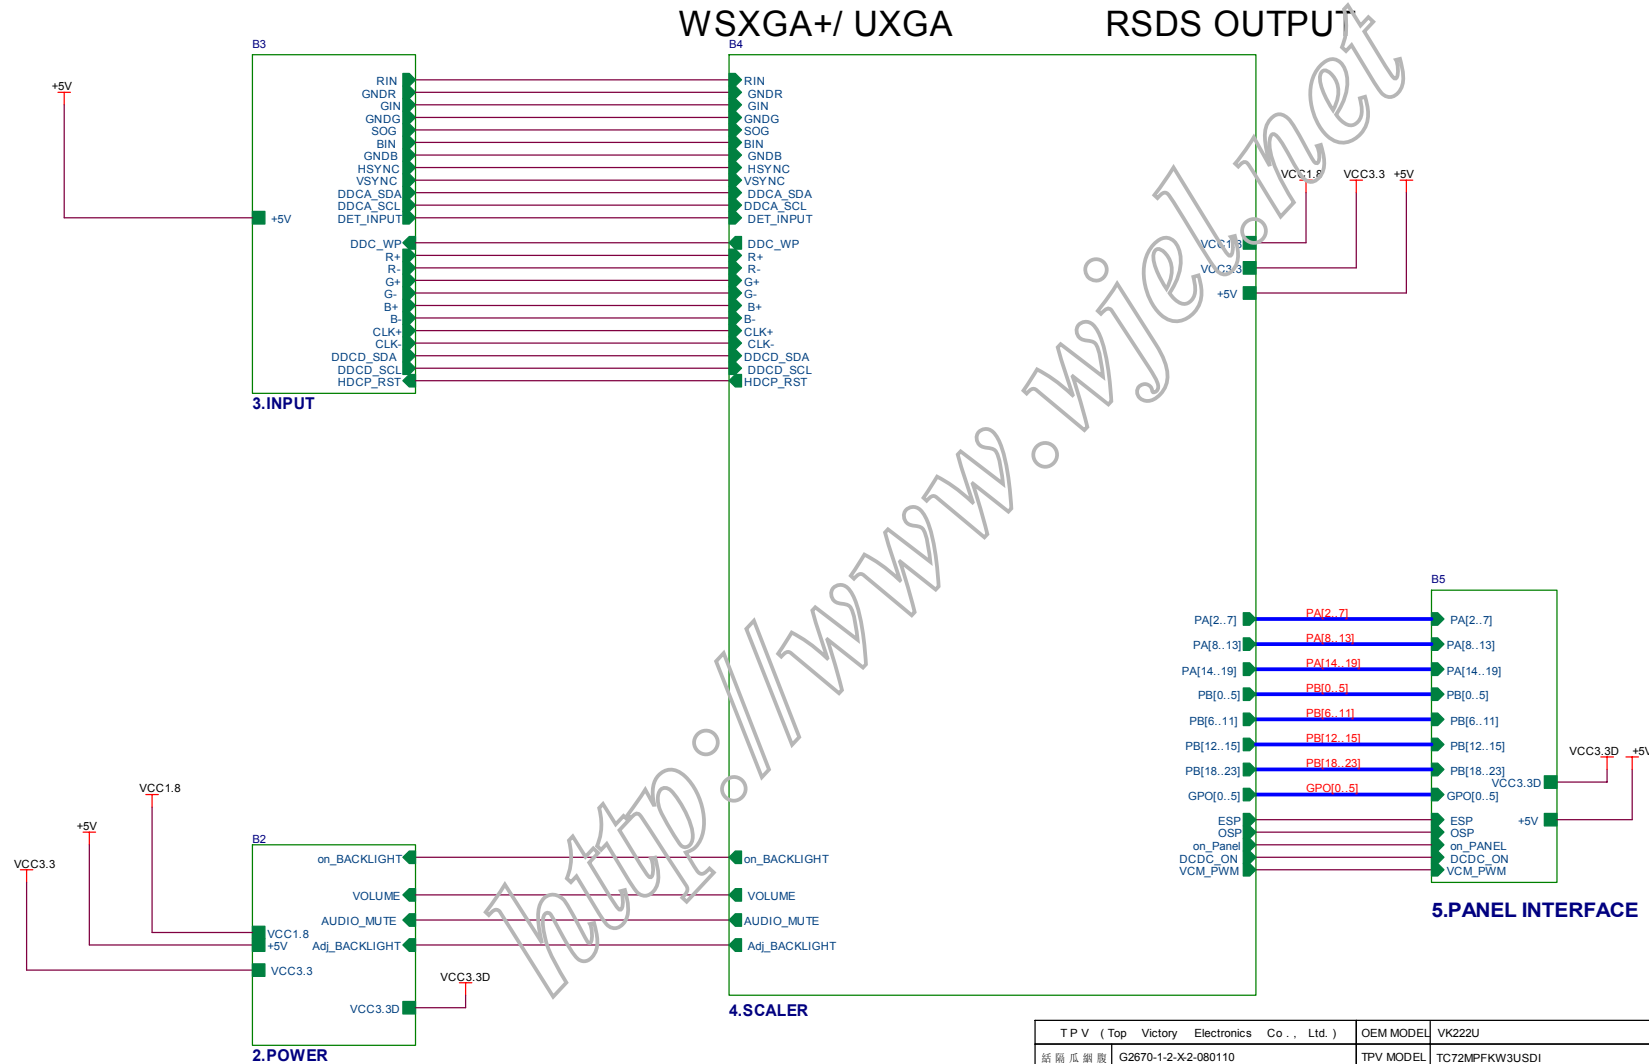 WSXGA+/ UXGA RSDS OUTPUT
B3
+5V
RIN
GNDR
GIN
GNDG
SOG
BIN
GNDB
HSYNC
VSYNC
DDCA_SDA
DDCA_SCL
DET_INPUT
+5V
DDC_WP
R+
R-
G+
G-
B+
B-
CLK+
CLK-
DDCD_SDA
DDCD_SCL
HDCP_RST
3.INPUT
B4
RIN
GNDR
GIN
GNDG
SOG
BIN
GNDB
HSYNC
VSYNC
DDCA_SDA
DDCA_SCL
DET_INPUT
DDC_WP
R+
R-
G+
G-
B+
B-
CLK+
CLK-
DDCD_SDA
DDCD_SCL
HDCP_RST
VCC1.8 VCC3.3 +5V
VCC1.8
VCC3.3
+5V
http://www.wjel.net
PA[2..7]
PA[8..13]
PA[14..19]
PB[0..5]
PB[6..11]
PB[12..15]
PB[18..23]
GPO[0..5]
ESP
OSP
on_Panel
DCDC_ON
VCM_PWM
PA[2..7]
PA[8..13]
PA[14..19]
PB[0..5]
PB[6..11]
PB[12..15]
PB[18..23]
GPO[0..5]
B5
PA[2..7]
PA[8..13]
PA[14..19]
PB[0..5]
PB[6..11]
PB[12..15]
PB[18..23]
VCC3.3D
GPO[0..5]
ESP
+5V
OSP
on_PANEL
DCDC_ON
VCM_PWM
VCC3.3D +5V
5.PANEL INTERFACE
VCC1.8
+5V
VCC3.3
B2
on_BACKLIGHT
VOLUME
AUDIO_MUTE
VCC1.8
+5V
Adj_BACKLIGHT
VCC3.3
VCC3.3D
VCC3.3D
2.POWER
on_BACKLIGHT
VOLUME
AUDIO_MUTE
Adj_BACKLIGHT
4.SCALER
T P V ( Top Victory Electronics Co . , Ltd. ) OEM MODEL VK222U
G2670-1-2-X-2-080110 TPV MODEL TC72MPFKW3USDI